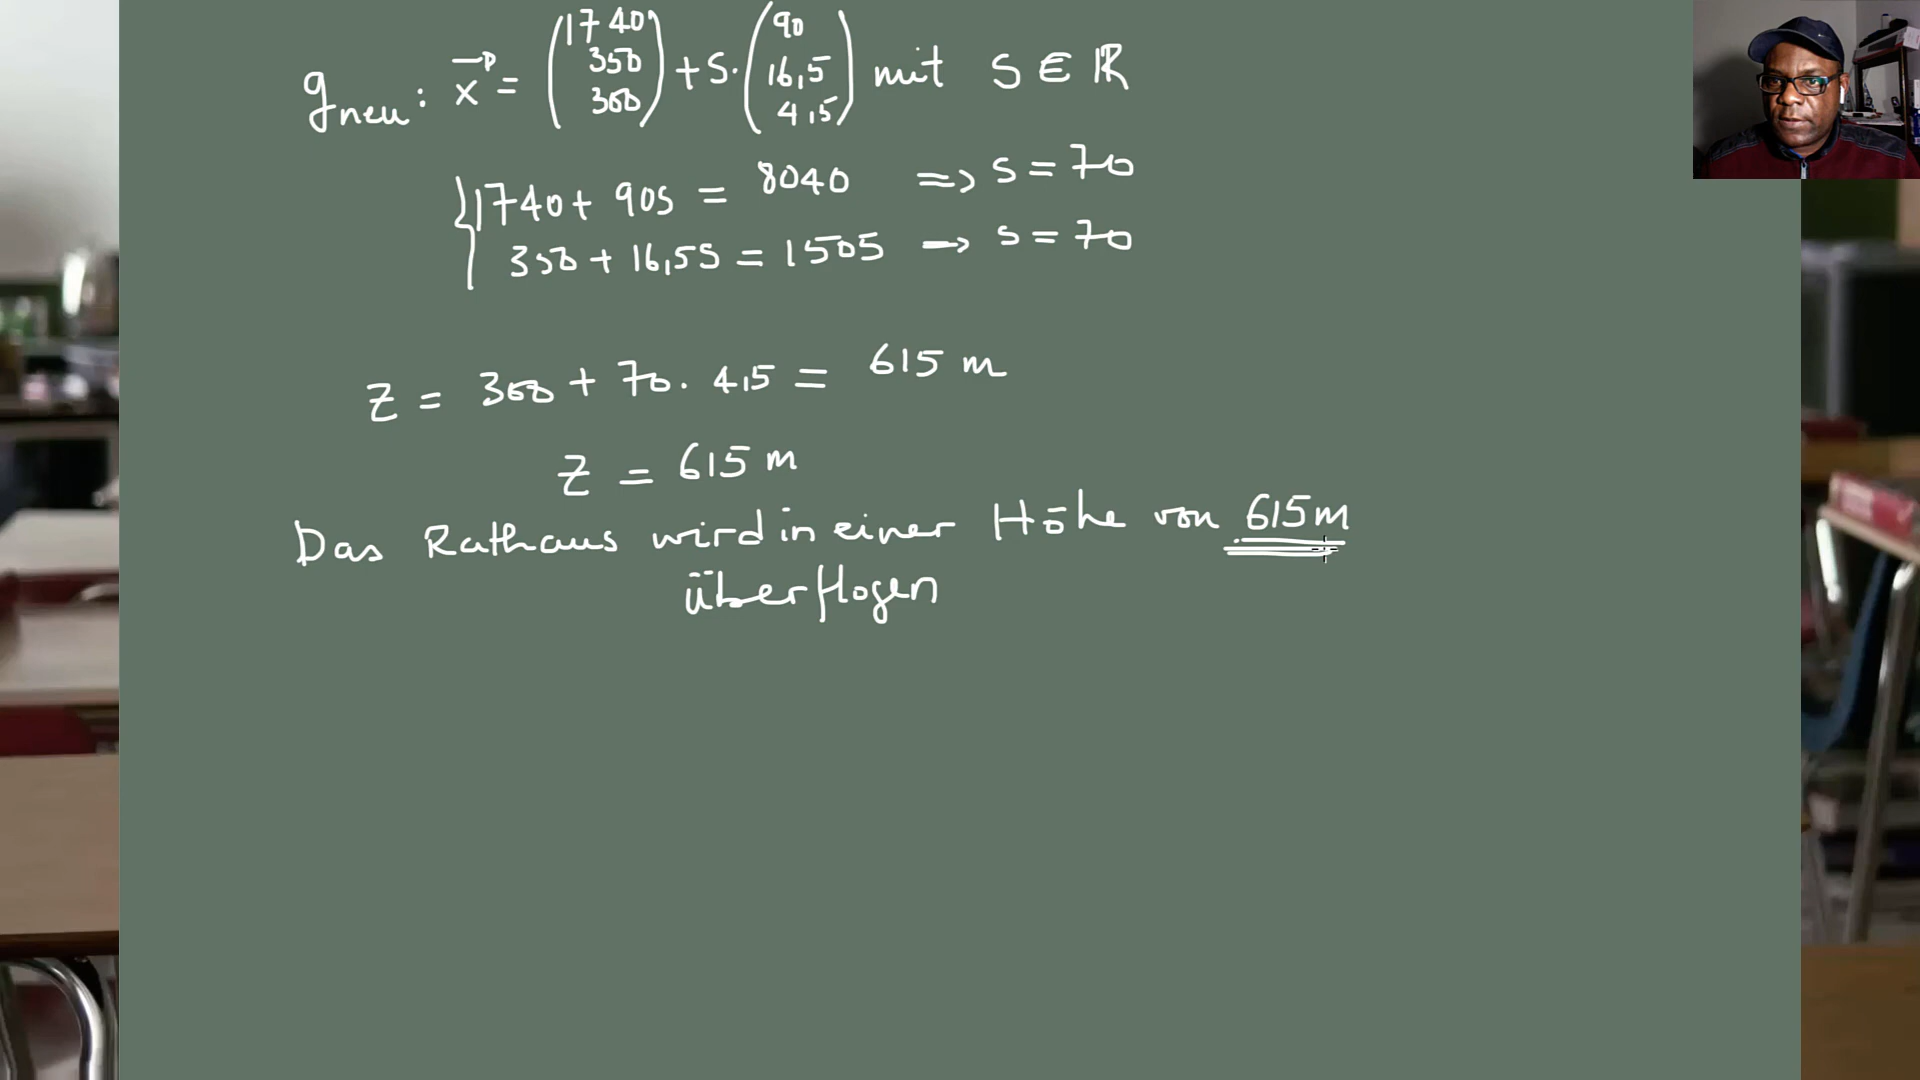 g neu: x⃗ = (1740 350 300) + s · (90 16,5 4,5) mit s ∈ ℝ
{ 1740 + 90s = 8040 => s = 70
350 + 16,5s = 1505 → s = 70
Z = 300 + 70 · 4,5 = 615 m
Z = 615 m
Das Rathaus wird in einer Höhe von 615 m
überflogen